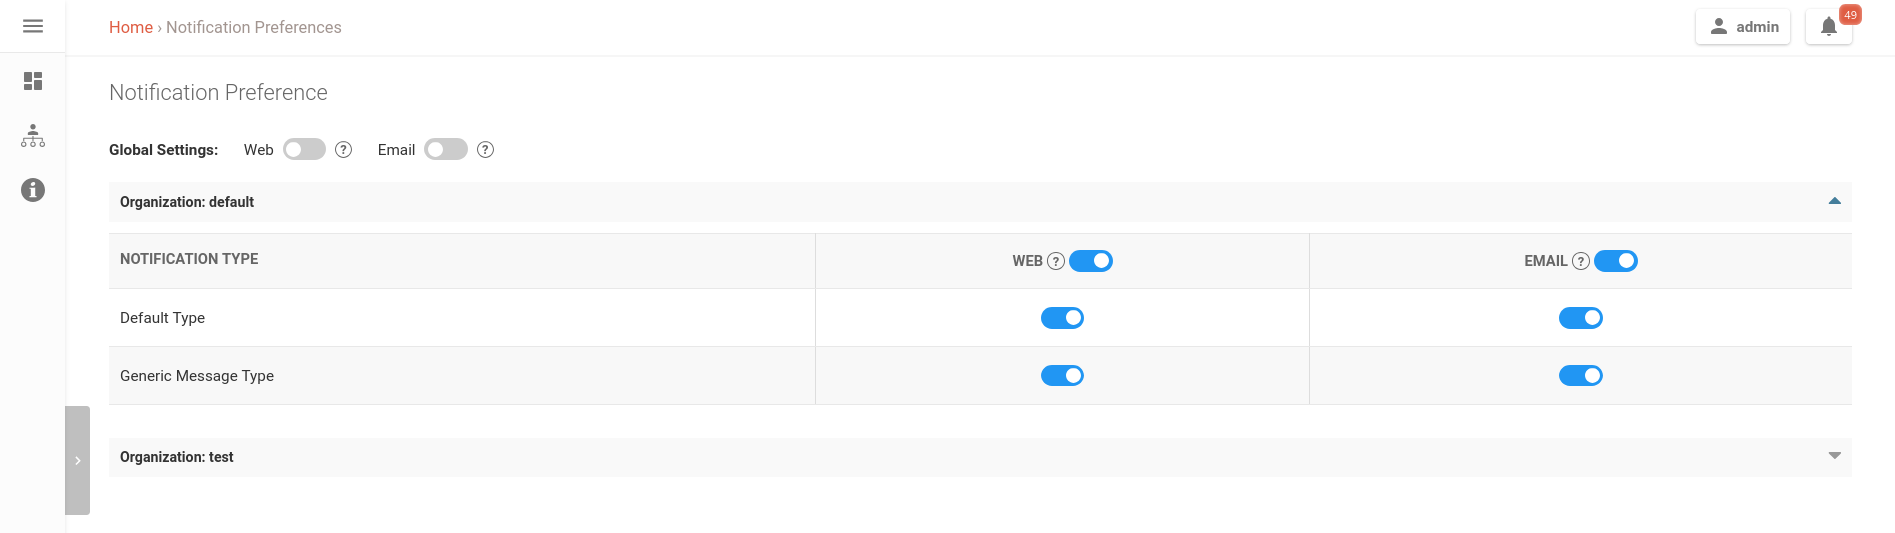 Home › Notification Preferences
admin
49
Notification Preference
Global Settings: Web ? Email ?
Organization: default
NOTIFICATION TYPE WEB ? EMAIL ?
Default Type
Generic Message Type
Organization: test